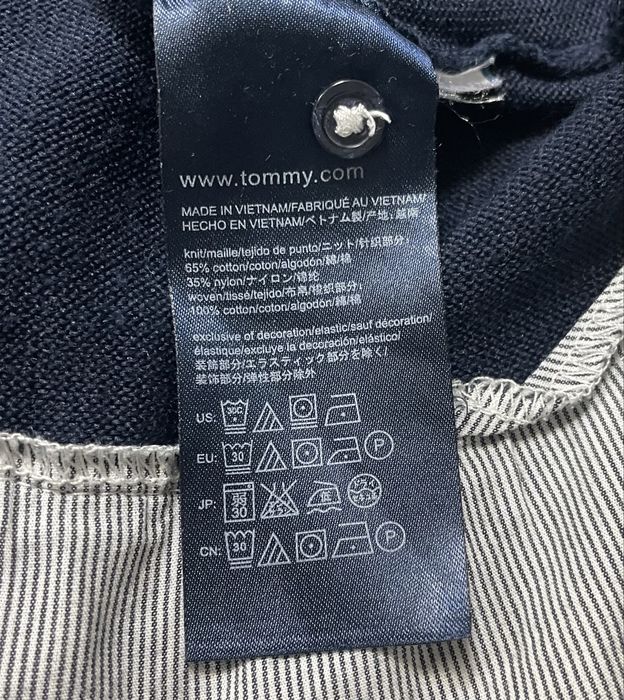 www.tommy.com
MADE IN VIETNAM/FABRIQUÉ AU VIETNAM/
HECHO EN VIETNAM/ベトナム製/产地:越南
knit/maille/tejido de punto/ニット/针织部分:
65% cotton/coton/algodón/綿/棉
35% nylon/ナイロン/锦纶
woven/tissé/tejido/布帛/梭织部分:
100% cotton/coton/algodón/綿/棉
exclusive of decoration/elastic/sauf décoration/
élastique/excluye la decoración/elástico/
装飾部分/エラスティック部分を除く/
装饰部分/弹性部分除外
US: 30C
EU: 30 P
JP: 30 中 ドライ
CN: 30 P